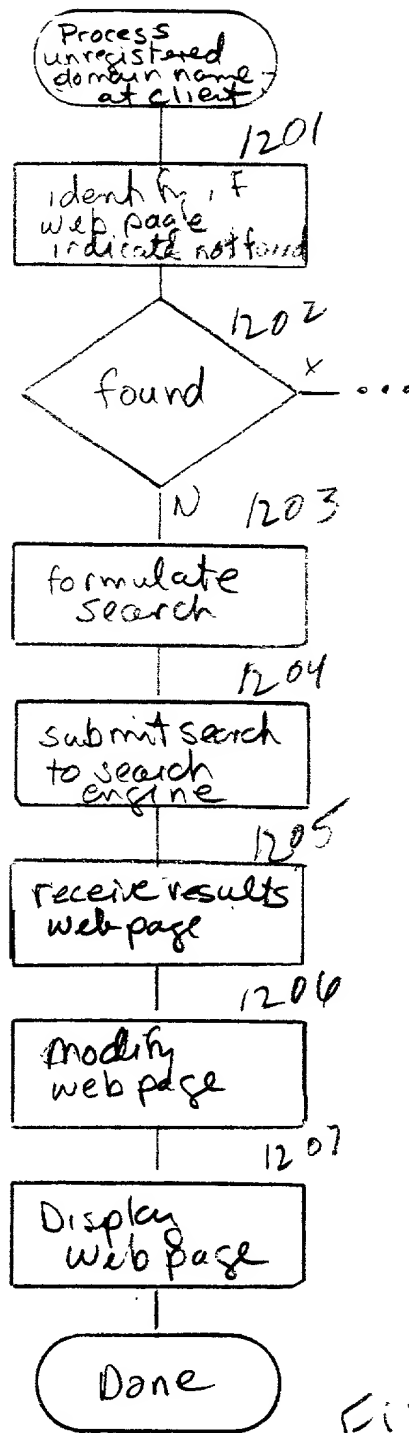 Process
unregistered
domain name
at client
1201
identify if
web page
indicate not found
1202
found
N
1203
formulate
search
1204
submit search
to search
engine
1205
receive results
web page
1206
modify
web page
1207
Display
web page
Done